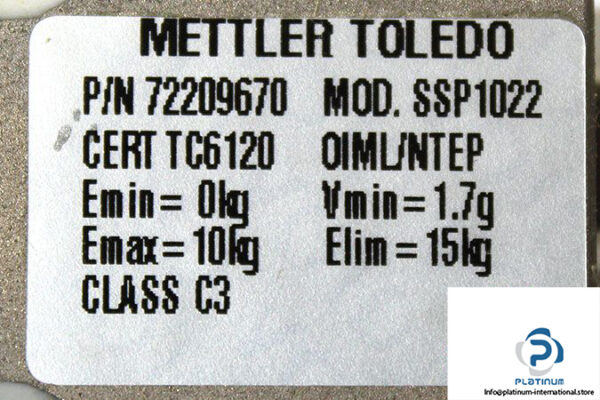 METTLER TOLEDO
P/N 72209670 MOD. SSP1022
CERT TC6120 OIML/NTEP
Emin= 0kg Vmin= 1.7g
Emax= 10kg Elim= 15kg
CLASS C3
PLATINUM
Info@platinum-international.store